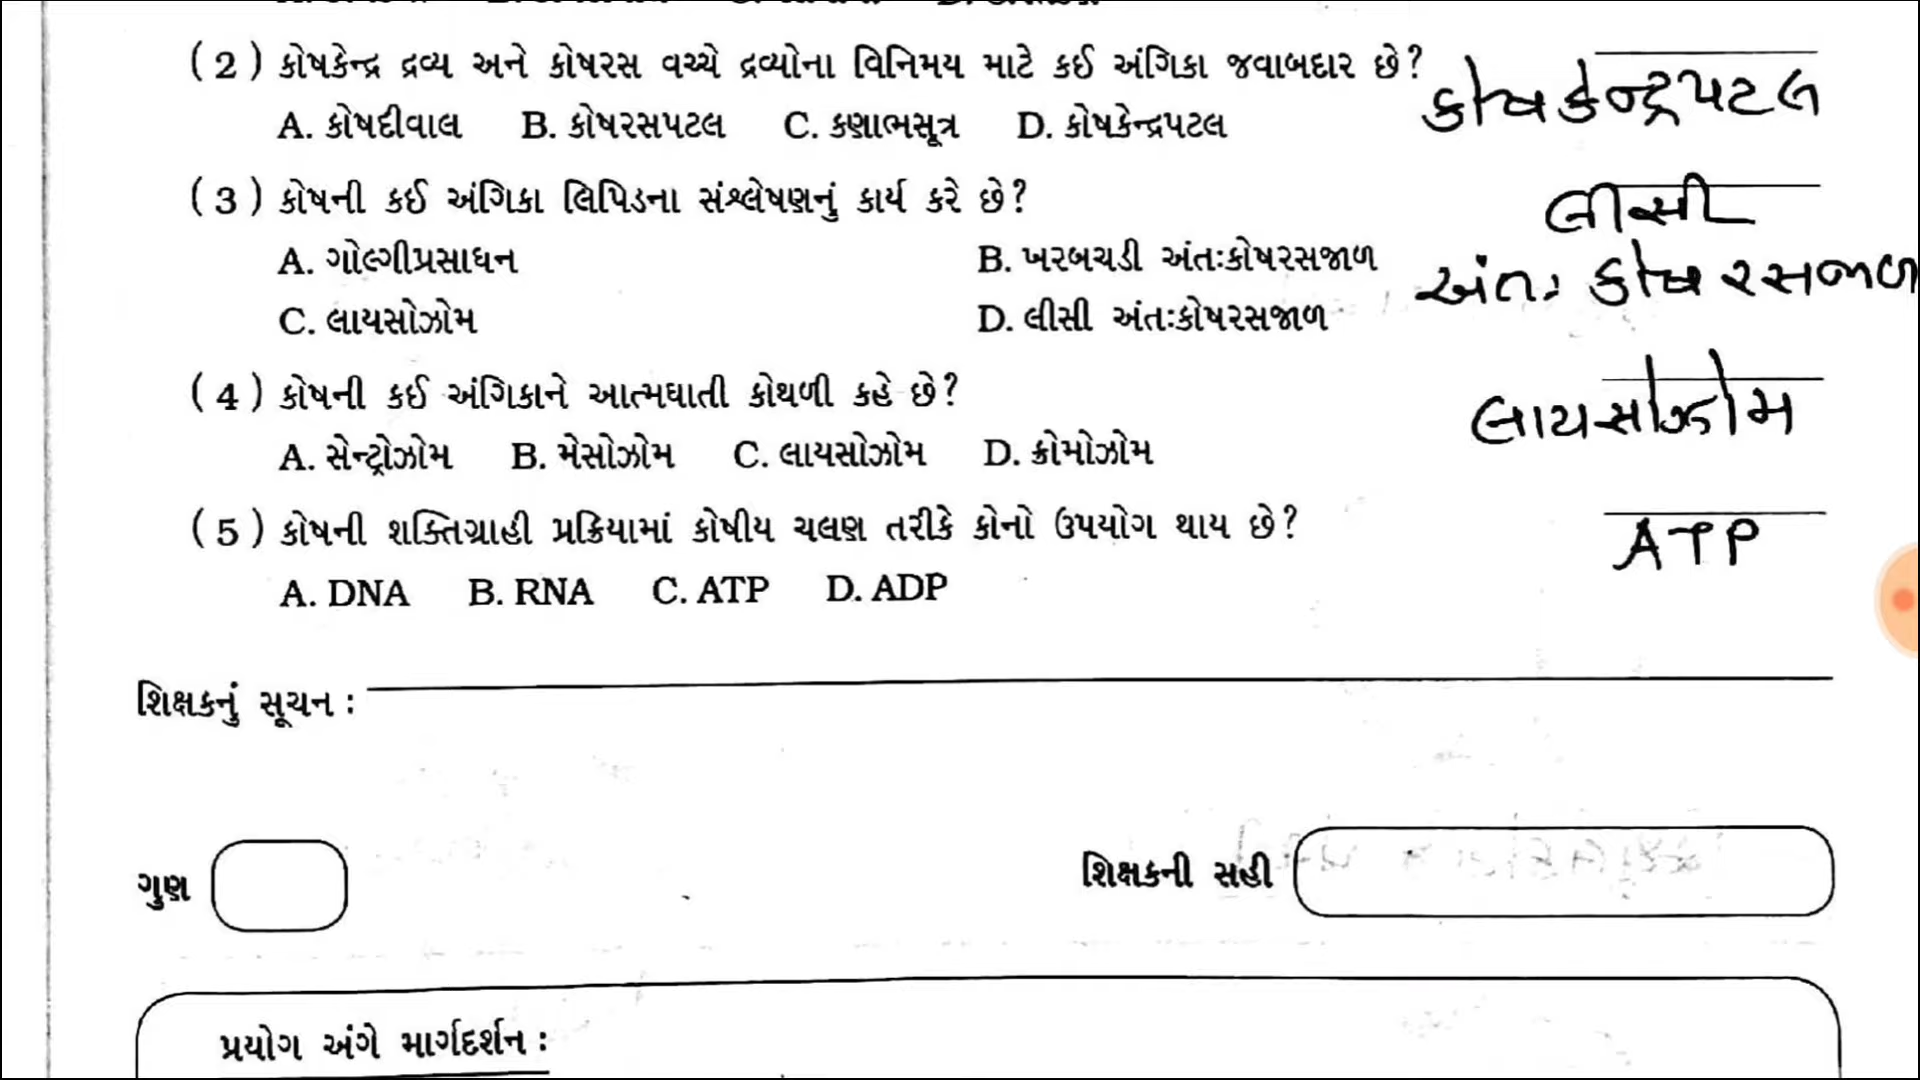 (2) કોષકેન્દ્ર દ્રવ્ય અને કોષરસ વચ્ચે દ્રવ્યોના વિનિમય માટે કઈ અંગિકા જવાબદાર છે?
કોષકેન્દ્રપટલ
A. કોષદીવાલ B. કોષરસપટલ C. કણાભસૂત્ર D. કોષકેન્દ્રપટલ
(3) કોષની કઈ અંગિકા લિપિડના સંશ્લેષણનું કાર્ય કરે છે?
લીસી
A. ગોલ્ગીપ્રસાધન B. ખરબચડી અંતઃકોષરસજાળ
અંતઃ કોષ રસજાળ
C. લાયસોઝોમ D. લીસી અંતઃકોષરસજાળ
(4) કોષની કઈ અંગિકાને આત્મઘાતી કોથળી કહે છે?
લાયસોઝોમ
A. સેન્ટ્રોઝોમ B. મેસોઝોમ C. લાયસોઝોમ D. ક્રોમોઝોમ
(5) કોષની શક્તિગ્રાહી પ્રક્રિયામાં કોષીય ચલણ તરીકે કોનો ઉપયોગ થાય છે?
ATP
A. DNA B. RNA C. ATP D. ADP
શિક્ષકનું સૂચન :
ગુણ
શિક્ષકની સહી
પ્રયોગ અંગે માર્ગદર્શન :